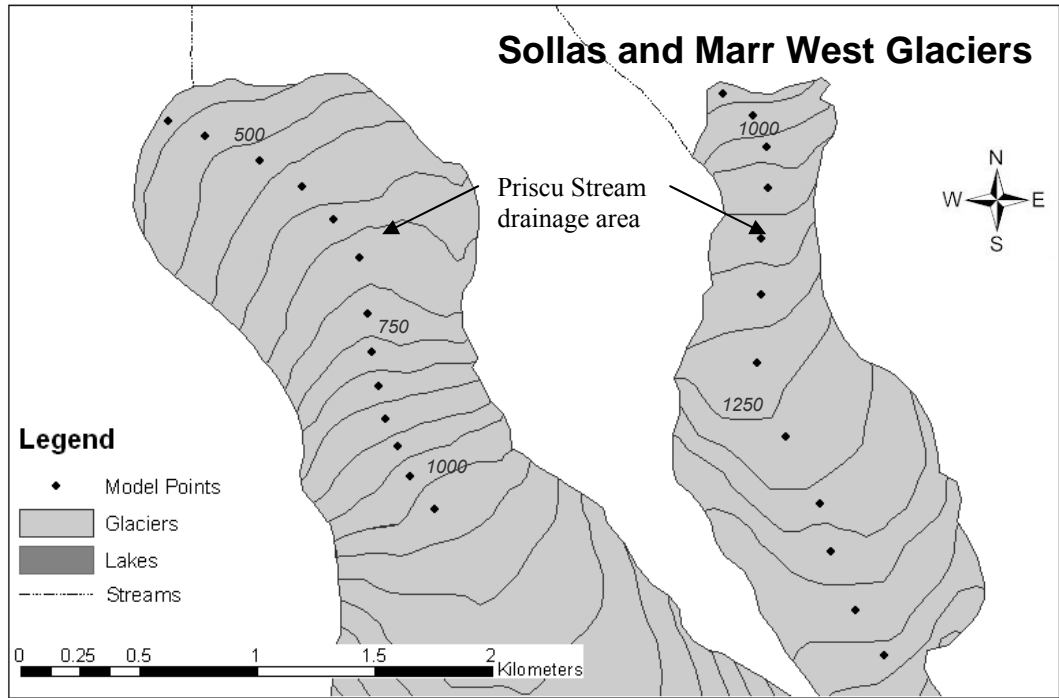 Sollas and Marr West Glaciers
500
1000
Priscu Stream
drainage area
N
W E
S
750
1250
1000
Legend
Model Points
Glaciers
Lakes
Streams
0 0.25 0.5 1 1.5 2
Kilometers